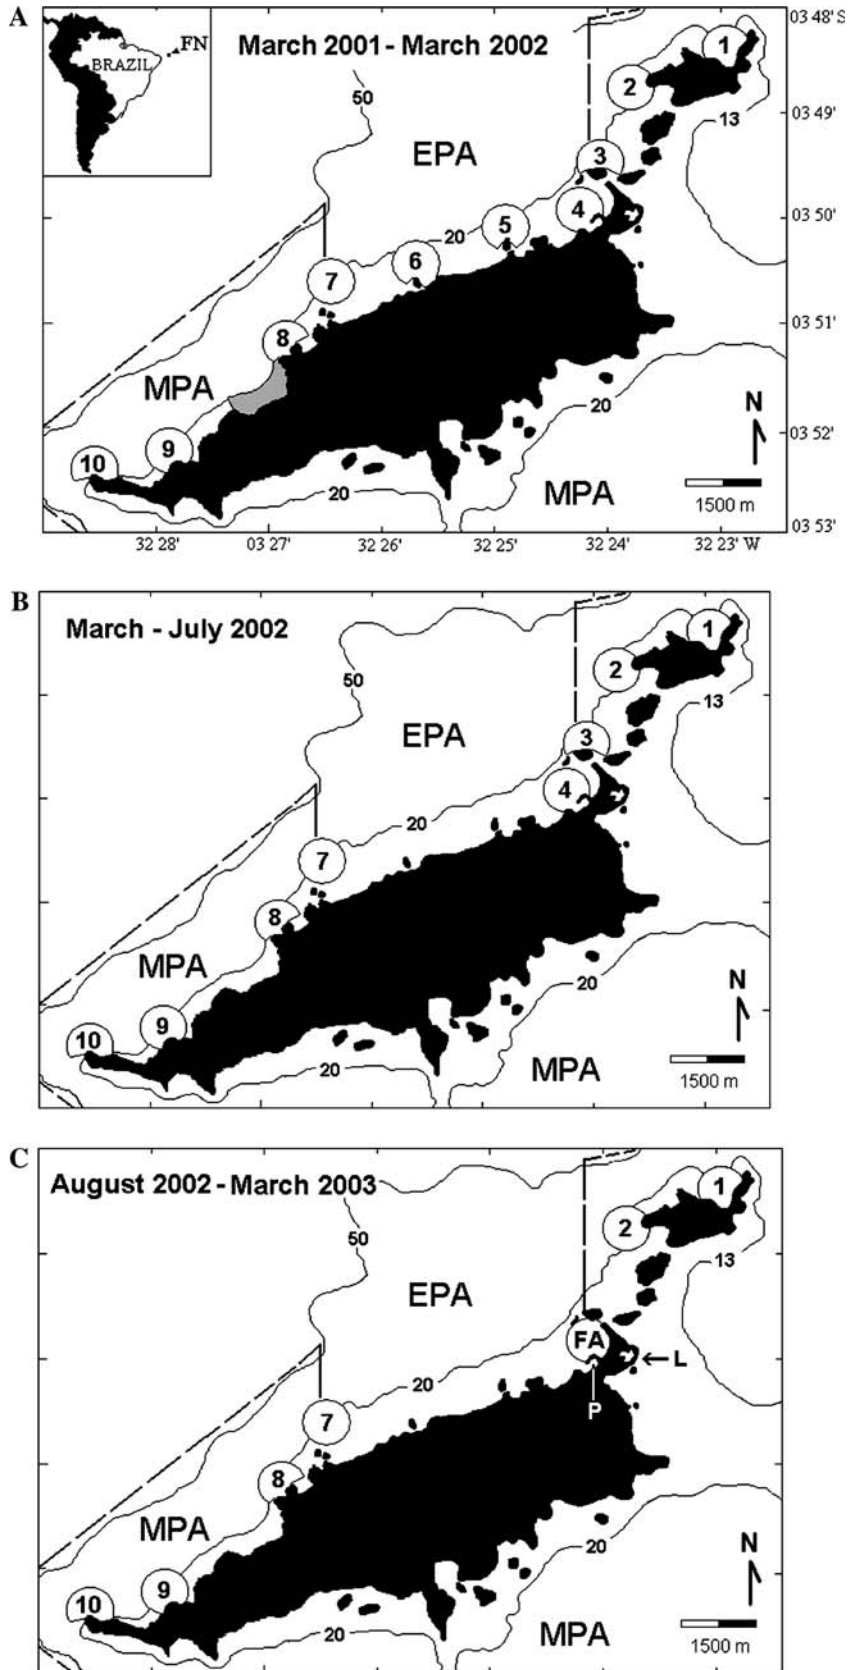 A
March 2001 - March 2002
BRAZIL
FN
03 48' S
1
2
50
EPA
13
03 49'
3
4
03 50'
5
20
6
7
8
03 51'
MPA
20
N
9
10
03 52'
20
MPA
1500 m
03 53'
32 28
03 27'
32 26'
32 25'
32 24'
32 23' W
B
March - July 2002
1
2
50
13
EPA
3
4
20
7
8
MPA
20
N
9
10
20
MPA
1500 m
C
August 2002 - March 2003
1
2
50
13
EPA
FA
L
20
P
7
8
MPA
20
N
9
10
20
MPA
1500 m